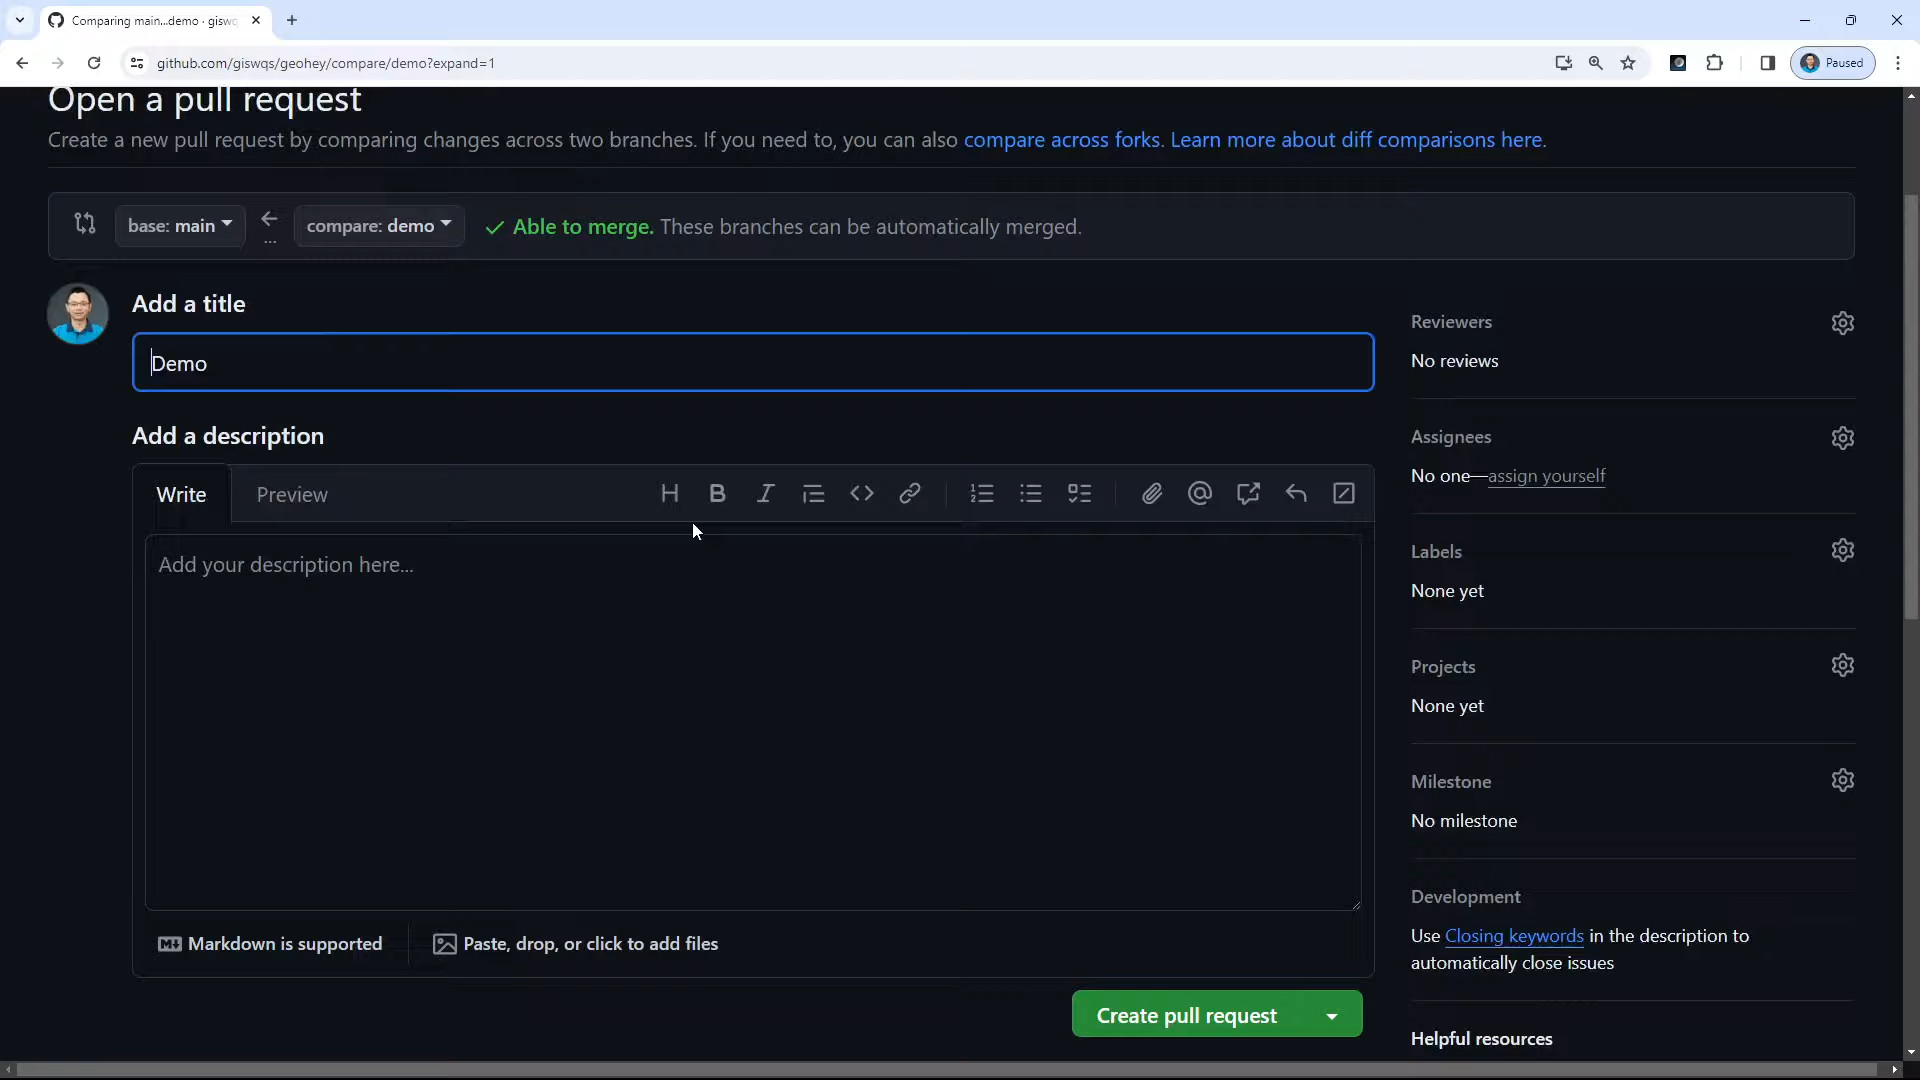 Comparing main...demo · giswq
github.com/giswqs/geohey/compare/demo?expand=1
Paused
Open a pull request
Create a new pull request by comparing changes across two branches. If you need to, you can also compare across forks. Learn more about diff comparisons here.
base: main
...
compare: demo
Able to merge. These branches can be automatically merged.
Add a title
Demo
Add a description
Write
Preview
Add your description here...
Markdown is supported
Paste, drop, or click to add files
Create pull request
Reviewers
No reviews
Assignees
No one—assign yourself
Labels
None yet
Projects
None yet
Milestone
No milestone
Development
Use Closing keywords in the description to
automatically close issues
Helpful resources